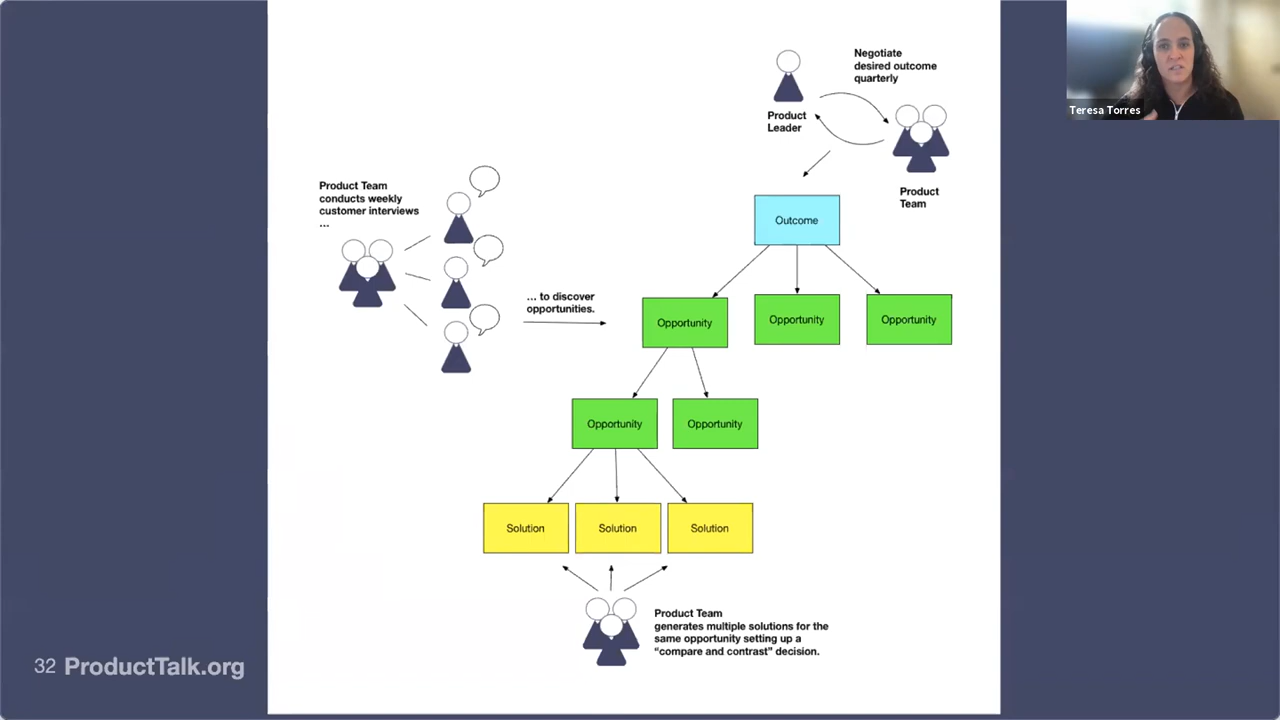 Negotiate
desired outcome
quarterly
Product
Leader
Teresa Torres
Product
Team
Product Team
conducts weekly
customer interviews
...
... to discover
opportunities.
Outcome
Opportunity
Opportunity
Opportunity
Opportunity
Opportunity
Solution
Solution
Solution
Product Team
generates multiple solutions for the
same opportunity setting up a
“compare and contrast” decision.
32 ProductTalk.org